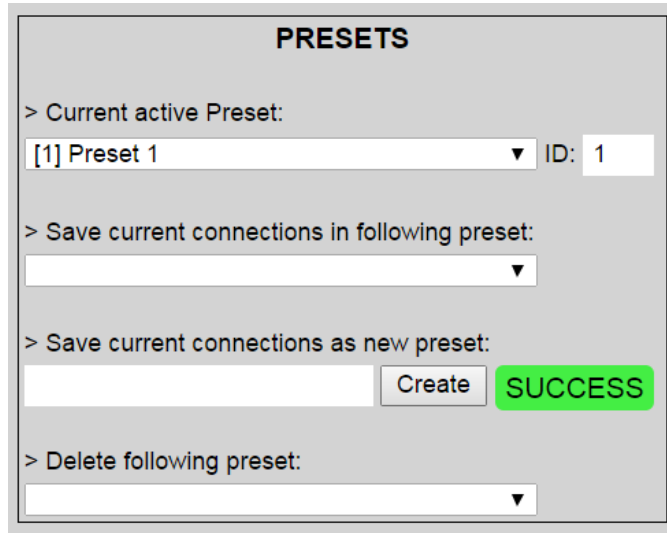 PRESETS
> Current active Preset:
[1] Preset 1 ▼ ID: 1
> Save current connections in following preset:
▼
> Save current connections as new preset:
Create SUCCESS
> Delete following preset:
▼